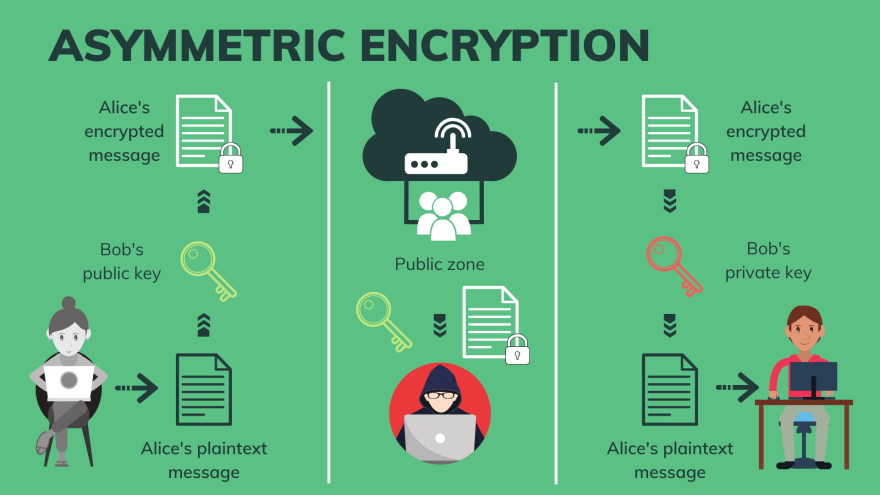 ASYMMETRIC ENCRYPTION
Alice's
encrypted
message
Bob's
public key
Alice's plaintext
message
Public zone
Alice's
encrypted
message
Bob's
private key
Alice's plaintext
message